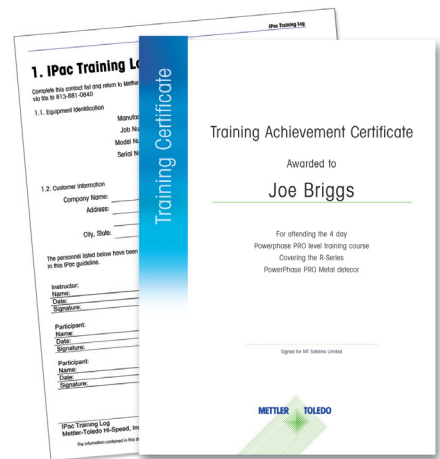 IPac Training Log
1. IPac Training Lo
Complete this contact list and return to Mettler
via fax to 813-881-0840
1.1. Equipment Identification
Manufac
Job Nu
Model Nu
Serial N
1.2. Customer Information
Company Name:
Address:
City, State:
The personnel listed below have been
in this IPac guideline.
Instructor:
Name:
Date:
Signature:
Participant:
Name:
Date:
Signature:
Participant:
Name:
Date:
Signature:
IPac Training Log
Mettler-Toledo Hi-Speed, Inc
The information contained in this d
Training Certificate
Training Achievement Certificate
Awarded to
Joe Briggs
For attending the 4 day
Powerphase PRO level training course
Covering the R-Series
PowerPhase PRO Metal detecor
Signed for MT Safeline Limited
METTLER TOLEDO